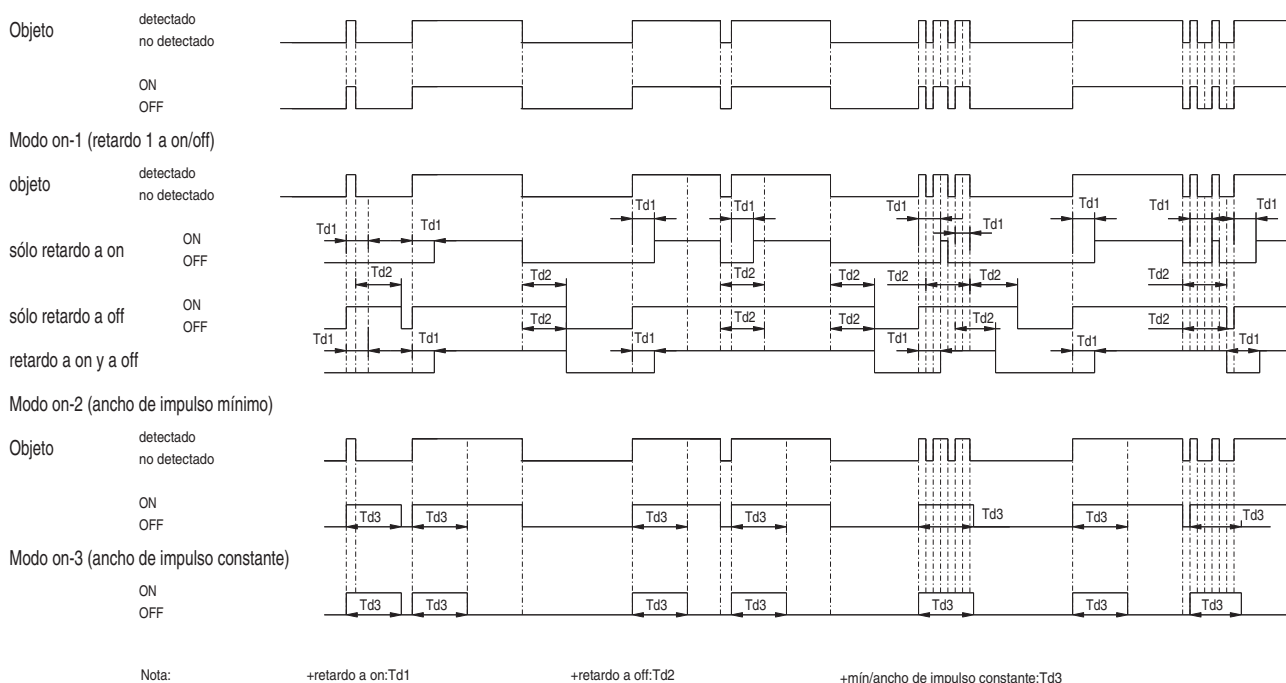 Objeto
detectado
no detectado
ON
OFF
Modo on-1 (retardo 1 a on/off)
objeto
detectado
no detectado
Td1 Td1 Td1 Td1 Td1 Td1 Td1 Td1 Td1 Td1
sólo retardo a on
ON
OFF
Td2 Td2 Td2 Td2 Td2 Td2 Td2
sólo retardo a off
ON
OFF
Td2 Td2 Td2 Td2 Td2
retardo a on y a off
Td1 Td1 Td1 Td1 Td1 Td1
Modo on-2 (ancho de impulso mínimo)
Objeto
detectado
no detectado
ON
OFF
Td3 Td3 Td3 Td3 Td3 Td3 Td3
Modo on-3 (ancho de impulso constante)
ON
OFF
Td3 Td3 Td3 Td3 Td3 Td3 Td3
Nota: +retardo a on:Td1 +retardo a off:Td2 +mín/ancho de impulso constante:Td3